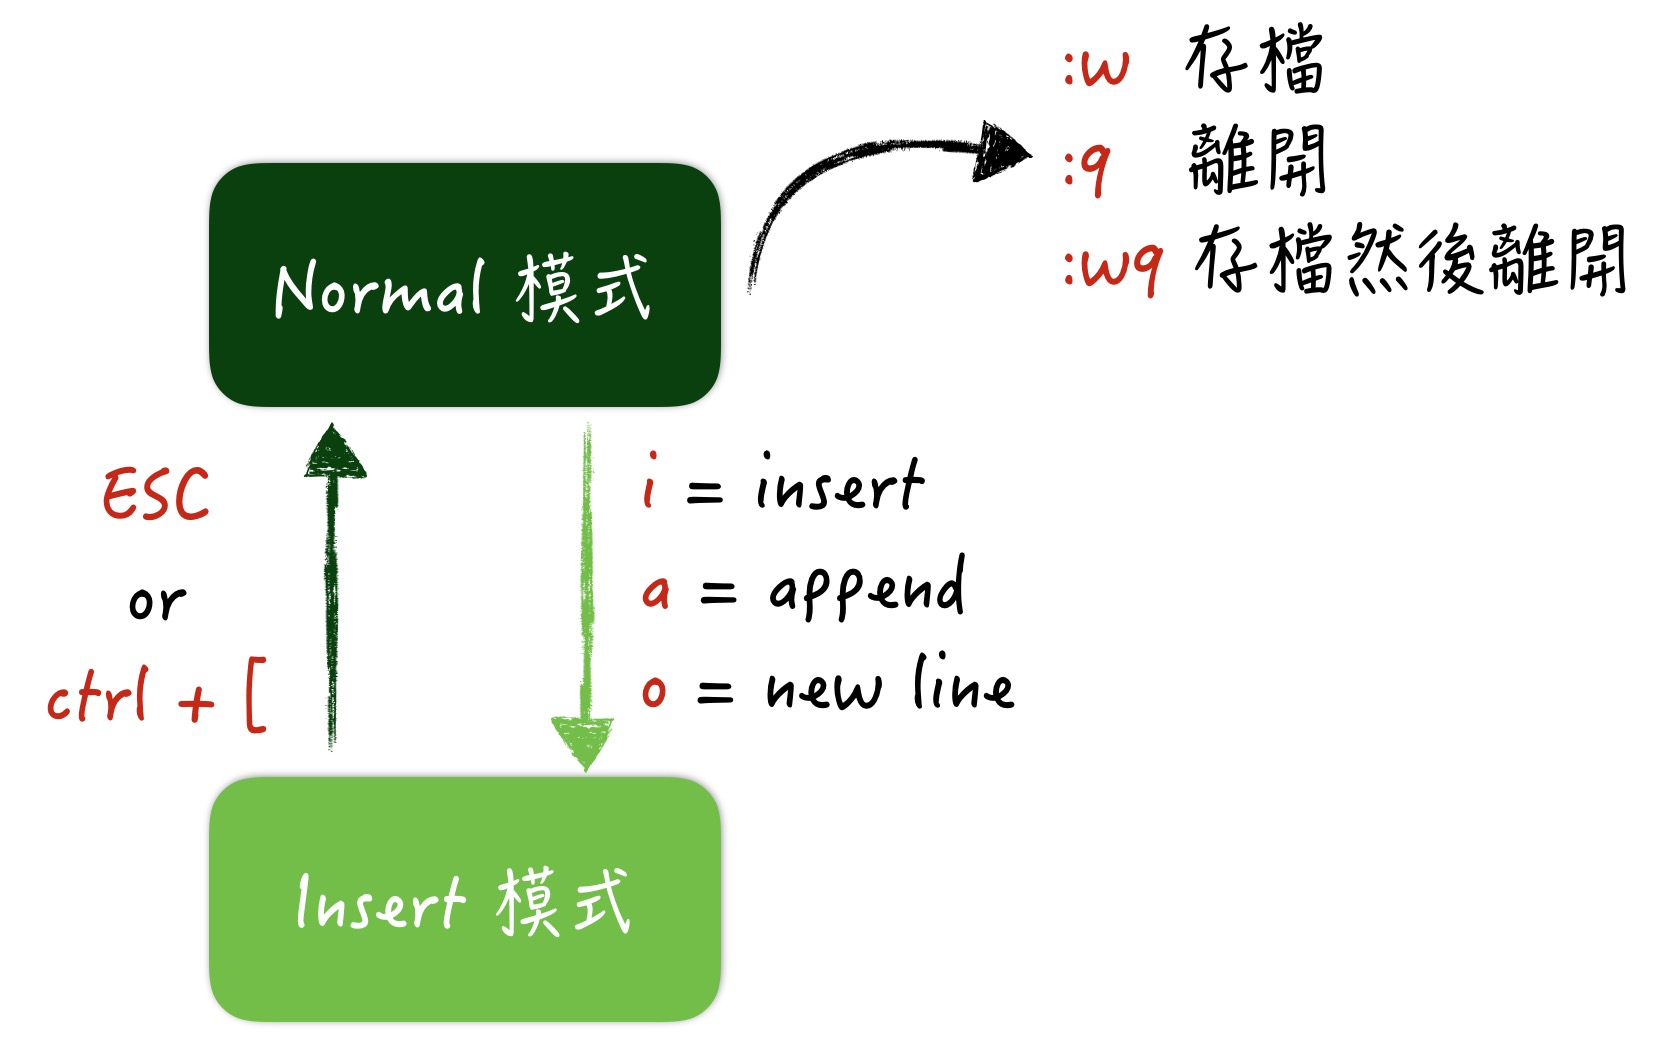 :w 存檔
:q 離開
:wq 存檔然後離開
Normal 模式
ESC
or
ctrl + [
i = insert
a = append
o = new line
Insert 模式